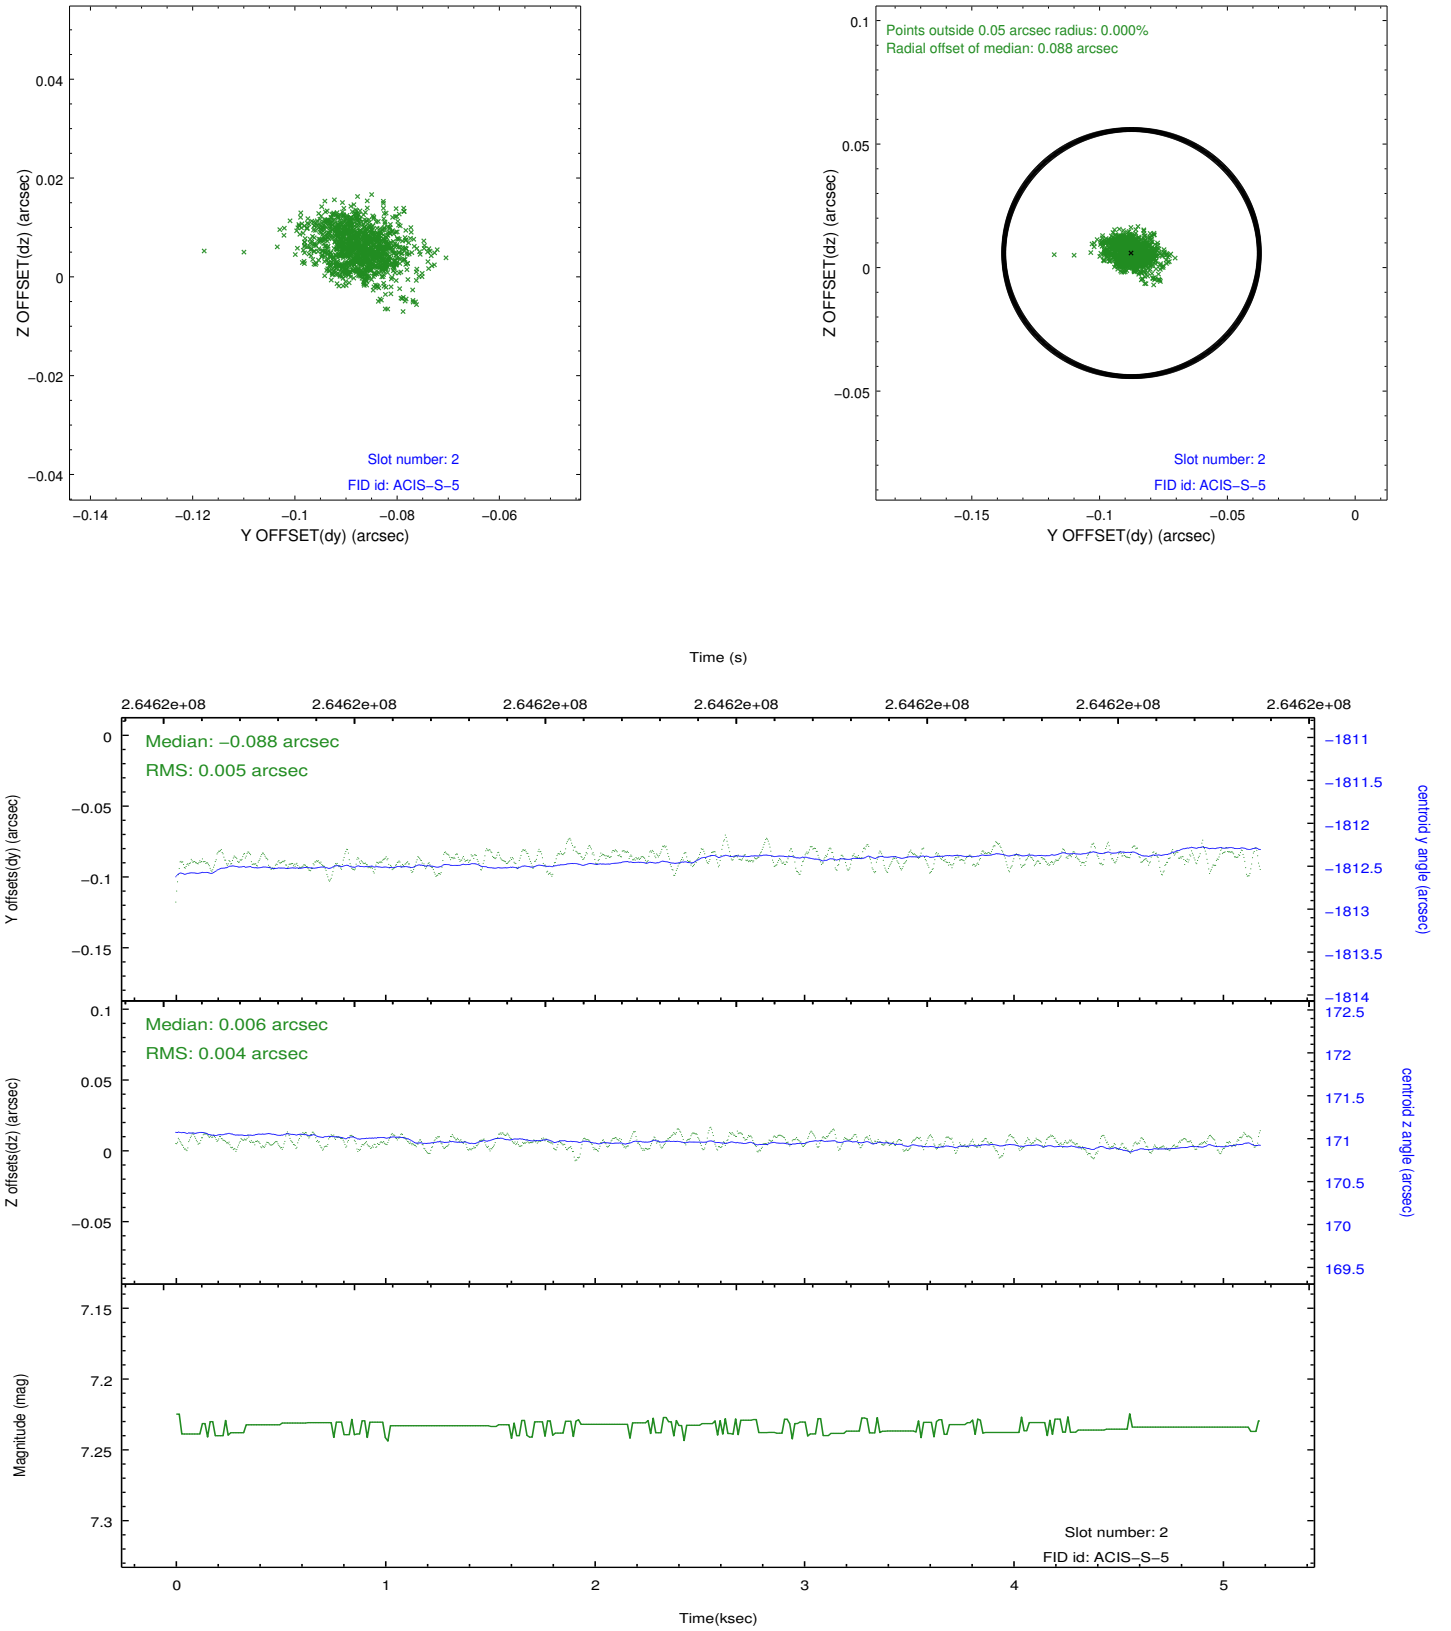 0.04
0.02
0
−0.02
−0.04
Z OFFSET(dz) (arcsec)
Slot number: 2
FID id: ACIS−S−5
−0.14 −0.12 −0.1 −0.08 −0.06
Y OFFSET(dy) (arcsec)
Points outside 0.05 arcsec radius: 0.000%
Radial offset of median: 0.088 arcsec
0.1
0.05
0
−0.05
Z OFFSET(dz) (arcsec)
Slot number: 2
FID id: ACIS−S−5
−0.15 −0.1 −0.05 0
Y OFFSET(dy) (arcsec)
Time (s)
2.6462e+08 2.6462e+08 2.6462e+08 2.6462e+08 2.6462e+08 2.6462e+08 2.6462e+08
Median: −0.088 arcsec
RMS: 0.005 arcsec
0
−0.05
−0.1
−0.15
Y offsets(dy) (arcsec)
−1811
−1811.5
−1812
−1812.5
−1813
−1813.5
−1814
centroid y angle (arcsec)
Median: 0.006 arcsec
RMS: 0.004 arcsec
0.1
0.05
0
−0.05
Z offsets(dz) (arcsec)
172.5
172
171.5
171
170.5
170
169.5
centroid z angle (arcsec)
7.15
7.2
7.25
7.3
Magnitude (mag)
Slot number: 2
FID id: ACIS−S−5
0 1 2 3 4 5
Time(ksec)